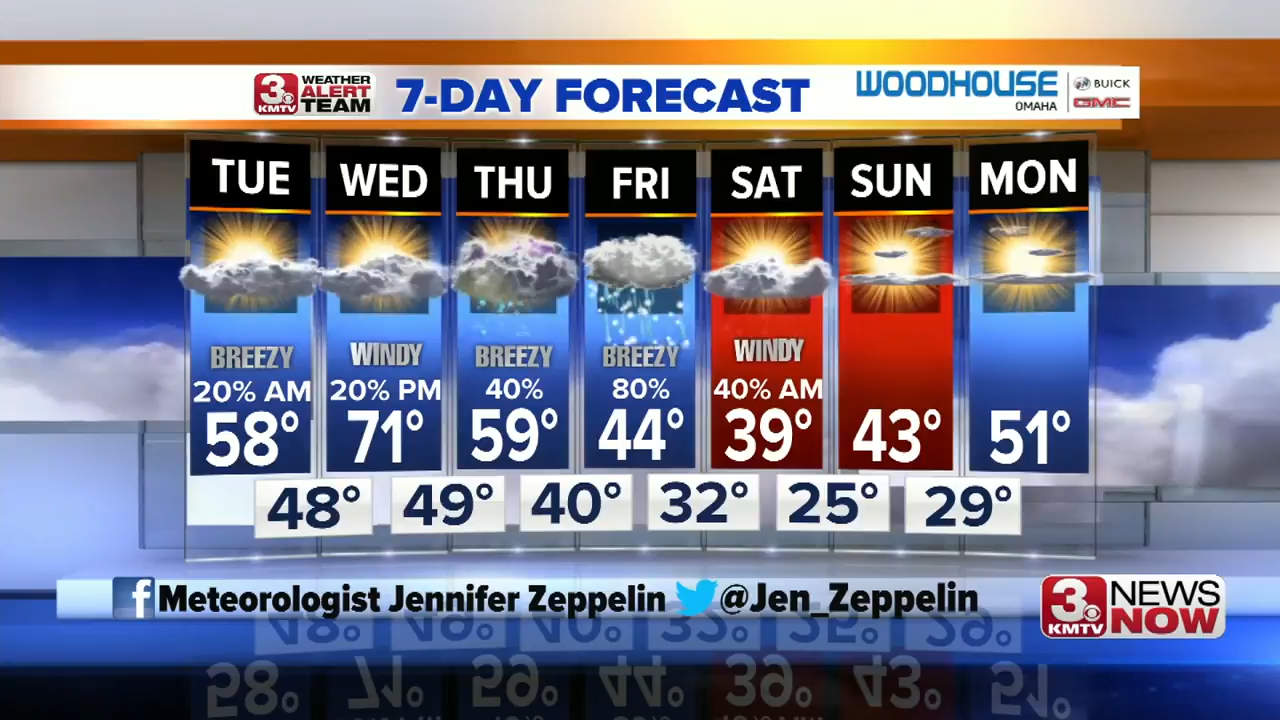 3 KMTV WEATHER ALERT TEAM
7-DAY FORECAST
WOODHOUSE OMAHA
BUICK GMC
TUE WED THU FRI SAT SUN MON
BREEZY WINDY BREEZY BREEZY WINDY
20% AM 20% PM 40% 80% 40% AM
58° 71° 59° 44° 39° 43° 51°
48° 49° 40° 32° 25° 29°
f Meteorologist Jennifer Zeppelin @Jen_Zeppelin
3 KMTV NEWS NOW